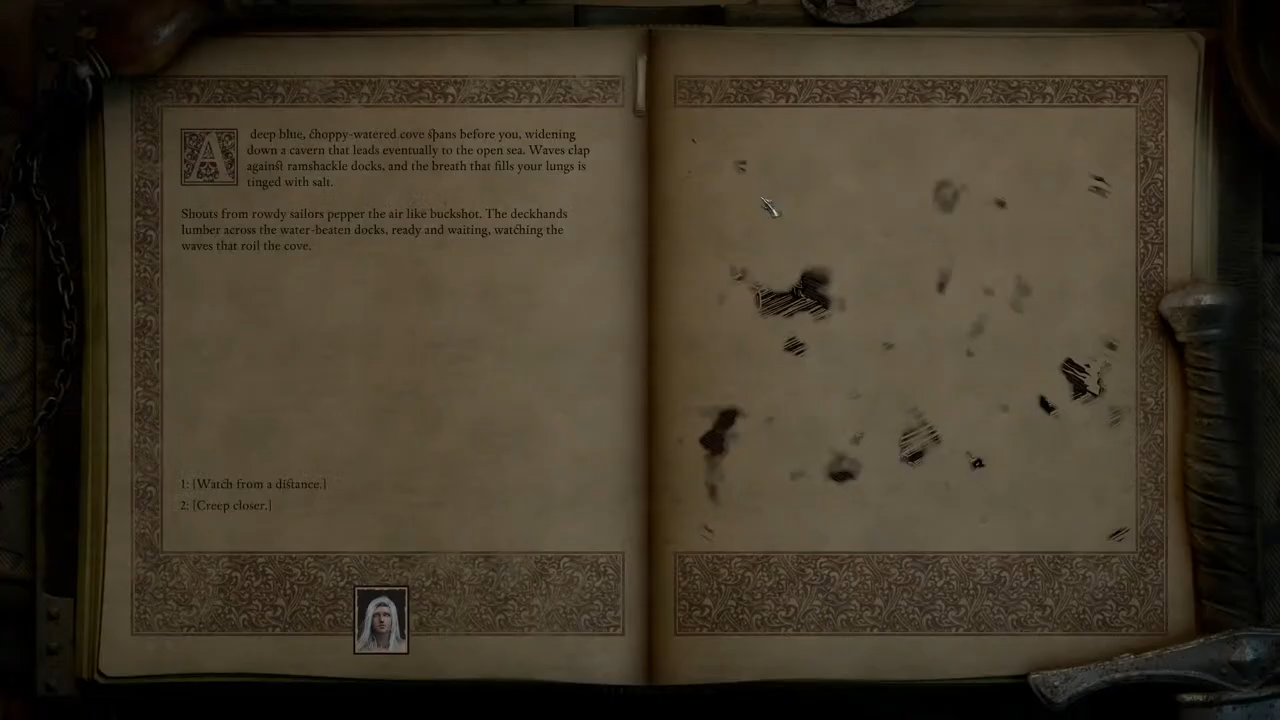 A deep blue, choppy-watered cove spans before you, widening
down a cavern that leads eventually to the open sea. Waves clap
against ramshackle docks, and the breath that fills your lungs is
tinged with salt.
Shouts from rowdy sailors pepper the air like buckshot. The deckhands
lumber across the water-beaten docks, ready and waiting, watching the
waves that roil the cove.
1: [Watch from a distance.]
2: [Creep closer.]